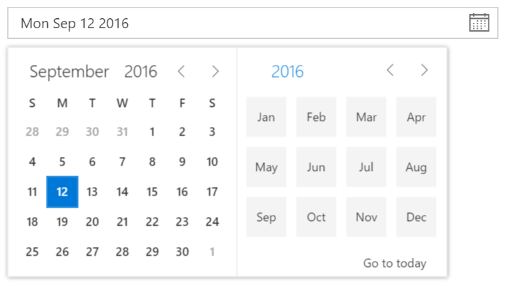 Mon Sep 12 2016
September 2016
S M T W T F S
28 29 30 31 1 2 3
4 5 6 7 8 9 10
11 12 13 14 15 16 17
18 19 20 21 22 23 24
25 26 27 28 29 30 1
2016
Jan Feb Mar Apr
May Jun Jul Aug
Sep Oct Nov Dec
Go to today